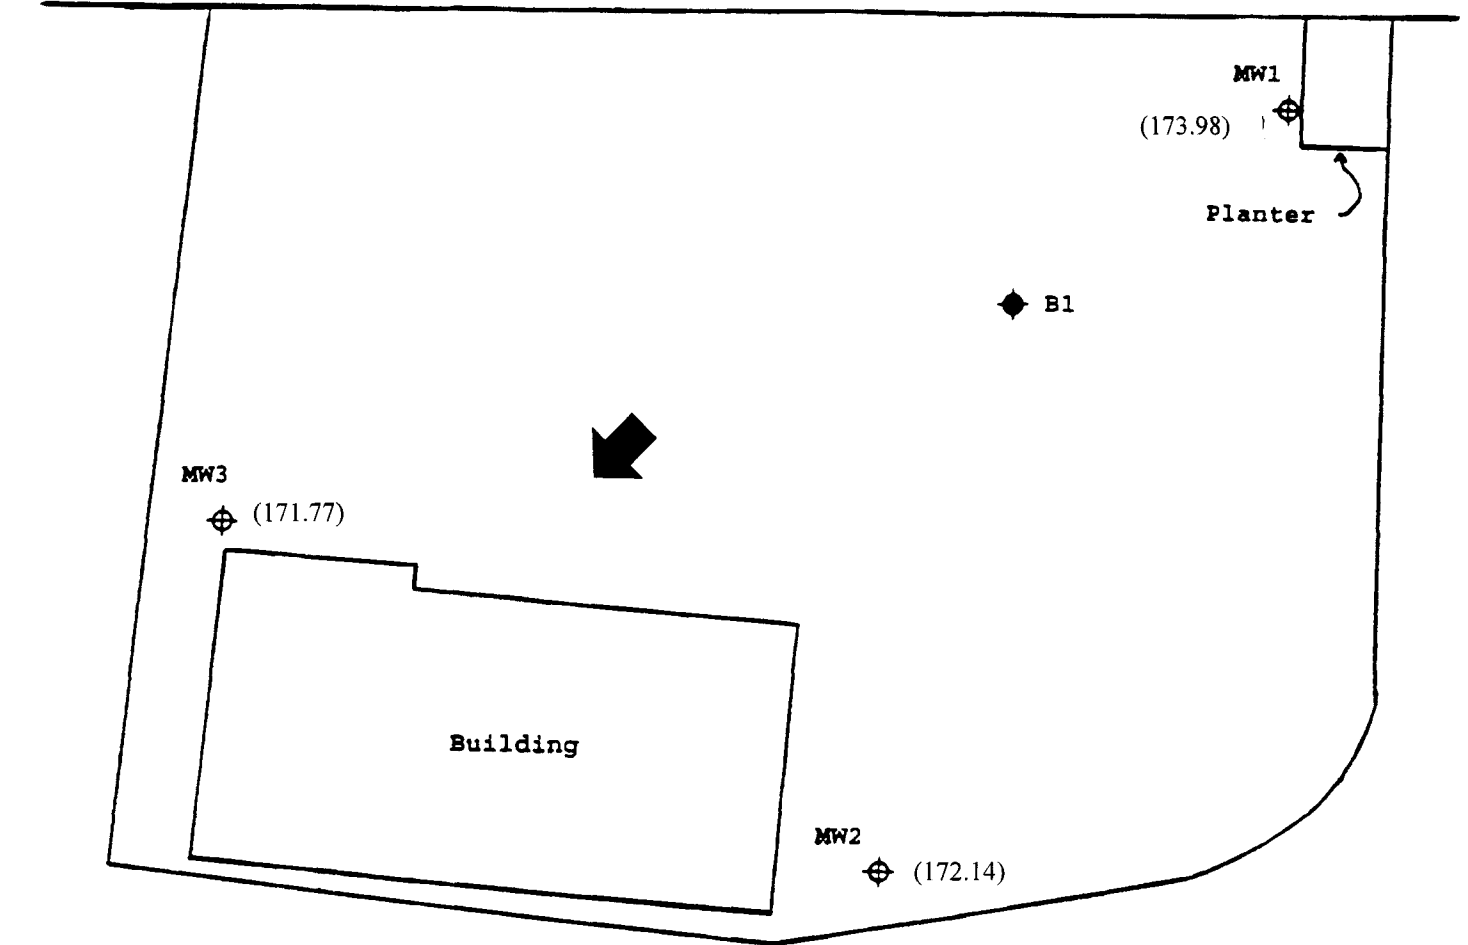 MW1
(173.98)
Planter
B1
MW3
(171.77)
Building
MW2
(172.14)